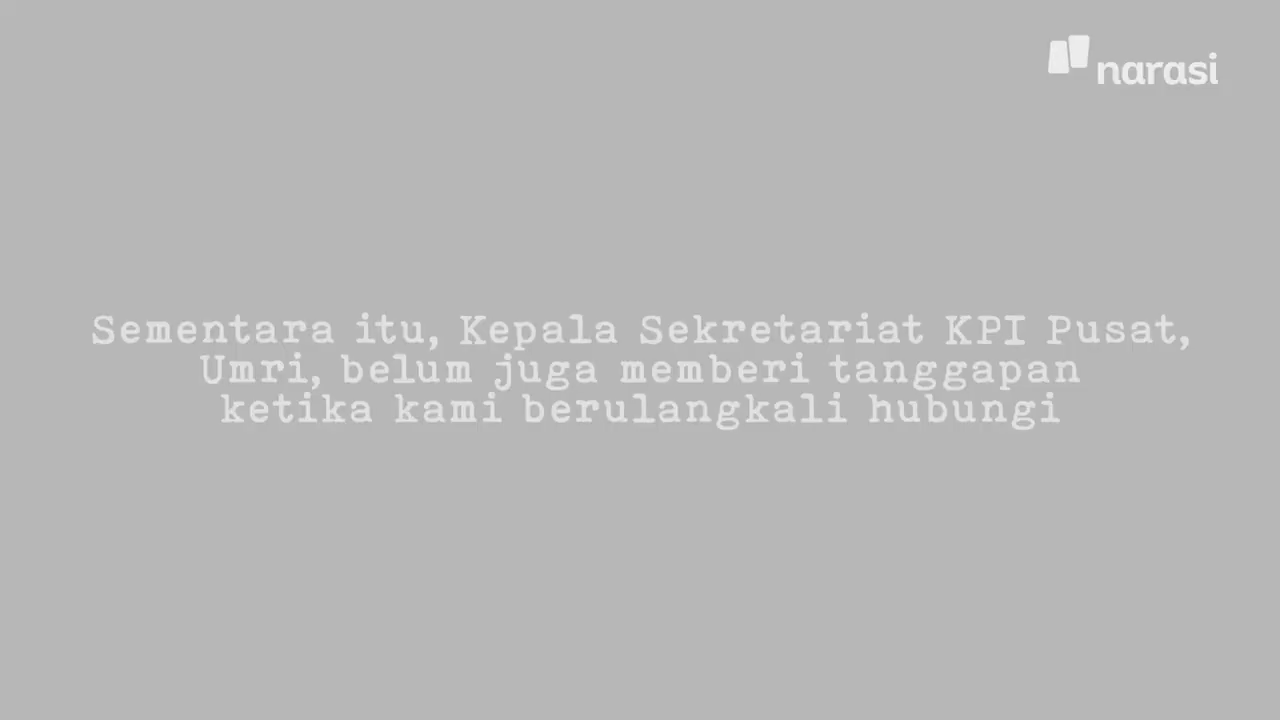 narasi
Sementara itu, Kepala Sekretariat KPI Pusat,
Umri, belum juga memberi tanggapan
ketika kami berulangkali hubungi